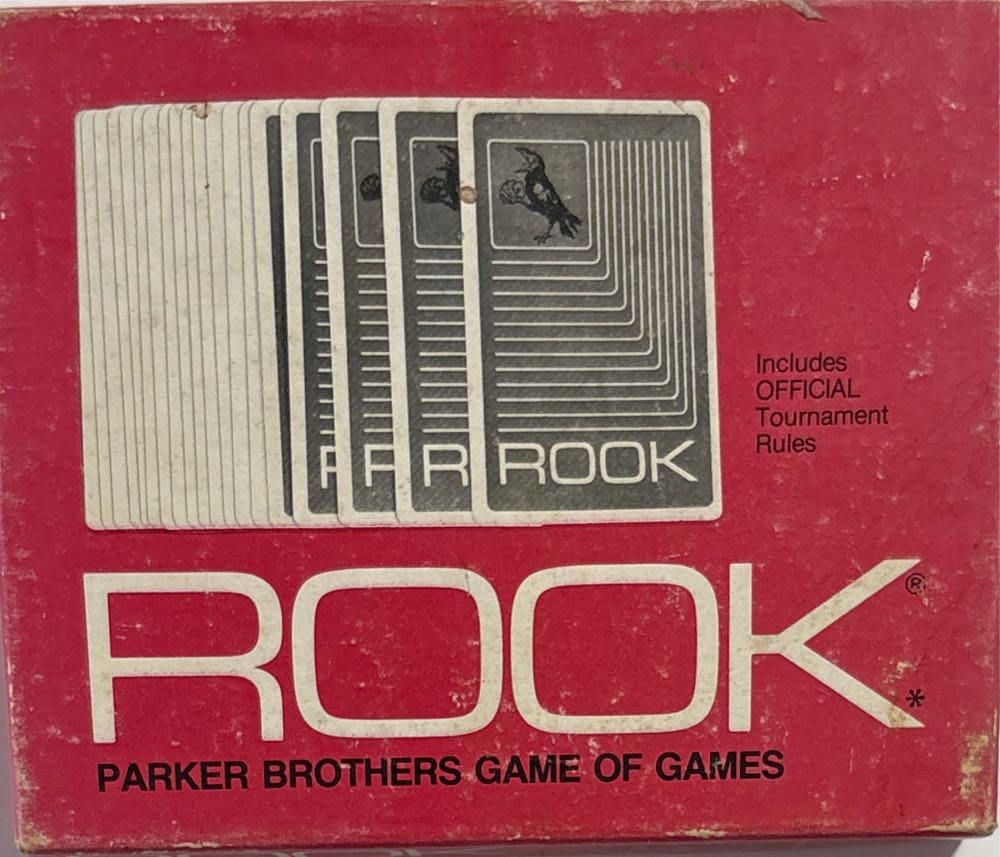 R
R
R
ROOK
Includes
OFFICIAL
Tournament
Rules
ROOK®
*
PARKER BROTHERS GAME OF GAMES